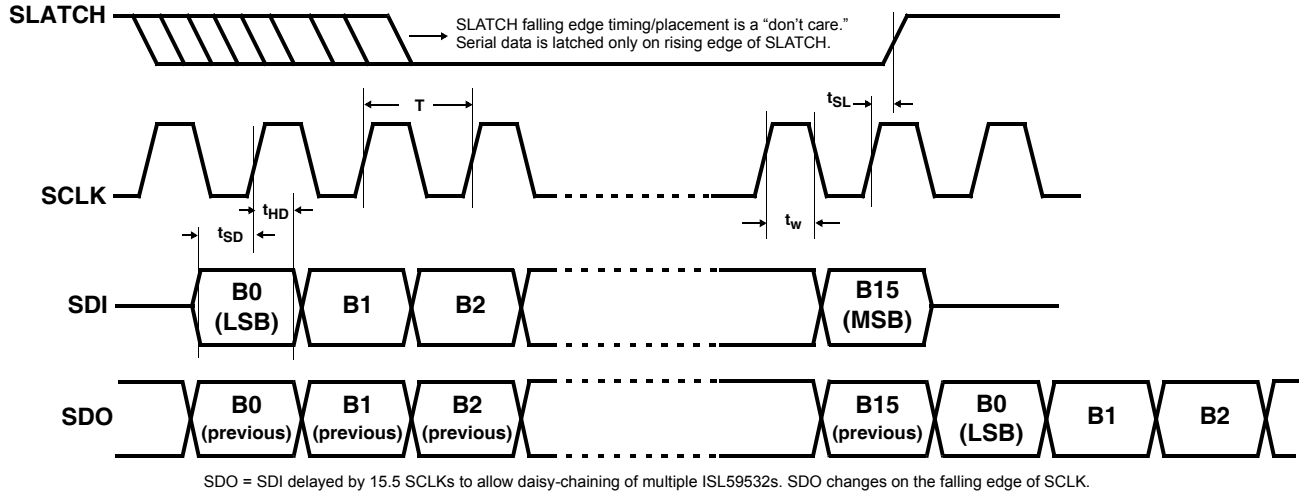 SLATCH
SLATCH falling edge timing/placement is a “don’t care.”
Serial data is latched only on rising edge of SLATCH.
T
tSL
SCLK
tHD
tSD
tw
SDI
B0
(LSB)
B1
B2
B15
(MSB)
SDO
B0
(previous)
B1
(previous)
B2
(previous)
B15
(previous)
B0
(LSB)
B1
B2
SDO = SDI delayed by 15.5 SCLKs to allow daisy-chaining of multiple ISL59532s. SDO changes on the falling edge of SCLK.